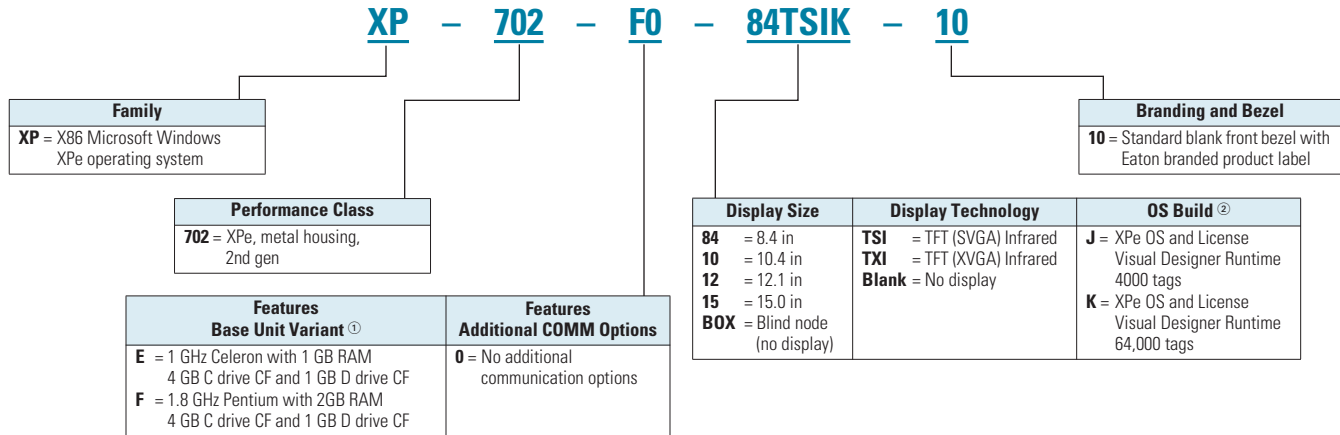 XP – 702 – F0 – 84TSIK – 10
Family
XP = X86 Microsoft Windows
XPe operating system
Branding and Bezel
10 = Standard blank front bezel with
Eaton branded product label
Performance Class
702 = XPe, metal housing,
2nd gen
Display Size
84 = 8.4 in
10 = 10.4 in
12 = 12.1 in
15 = 15.0 in
BOX = Blind node
(no display)
Display Technology
TSI = TFT (SVGA) Infrared
TXI = TFT (XVGA) Infrared
Blank = No display
OS Build ②
J = XPe OS and License
Visual Designer Runtime
4000 tags
K = XPe OS and License
Visual Designer Runtime
64,000 tags
Features
Base Unit Variant ①
E = 1 GHz Celeron with 1 GB RAM
4 GB C drive CF and 1 GB D drive CF
F = 1.8 GHz Pentium with 2GB RAM
4 GB C drive CF and 1 GB D drive CF
Features
Additional COMM Options
0 = No additional
communication options